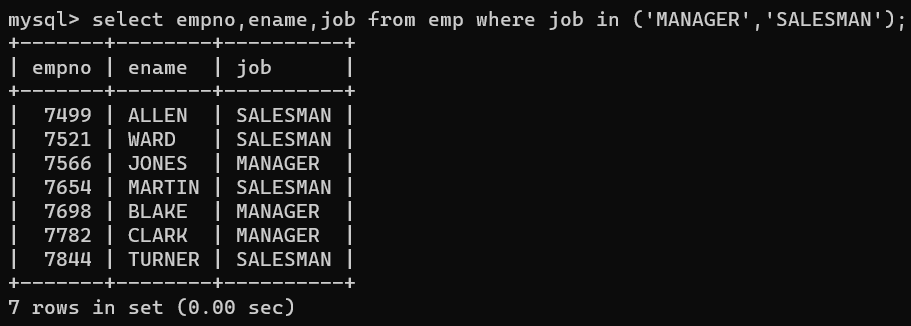 mysql> select empno,ename,job from emp where job in ('MANAGER','SALESMAN');
+-------+--------+----------+
| empno | ename  | job      |
+-------+--------+----------+
|  7499 | ALLEN  | SALESMAN |
|  7521 | WARD   | SALESMAN |
|  7566 | JONES  | MANAGER  |
|  7654 | MARTIN | SALESMAN |
|  7698 | BLAKE  | MANAGER  |
|  7782 | CLARK  | MANAGER  |
|  7844 | TURNER | SALESMAN |
+-------+--------+----------+
7 rows in set (0.00 sec)